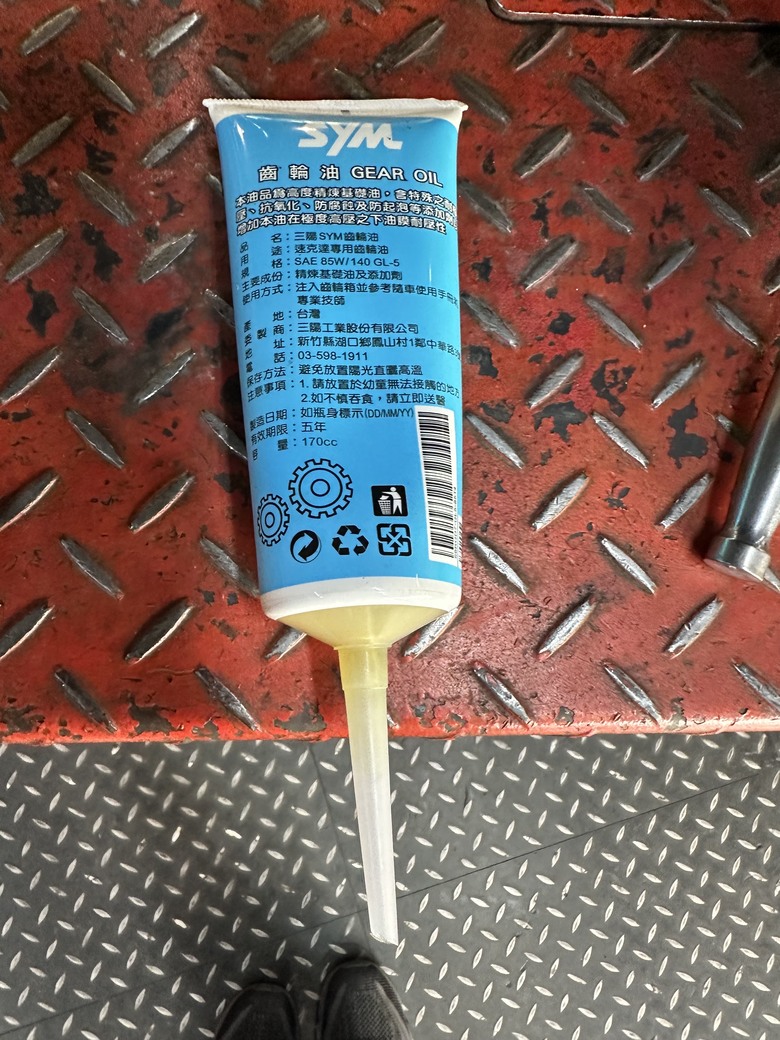 SYM
齒輪油 GEAR OIL
本油品為高度精煉基礎油，含特殊之
壓、抗氧化、防腐蝕及防起泡等添加
增加本油在極度高壓之下油膜耐壓性
品名：三陽SYM齒輪油
用途：速克達專用齒輪油
規格：SAE 85W/140 GL-5
主要成份：精煉基礎油及添加劑
使用方式：注入齒輪箱並參考隨車使用手冊
專業技師
產地：台灣
委製商：三陽工業股份有限公司
地址：新竹縣湖口鄉鳳山村1鄰中華路
電話：03-598-1911
保存方法：避免放置陽光直曬高溫
注意事項：1. 請放置於幼童無法接觸的地方
2.如不慎吞食，請立即送醫
製造日期：如瓶身標示(DD/MM/YY)
有效期限：五年
容量：170cc